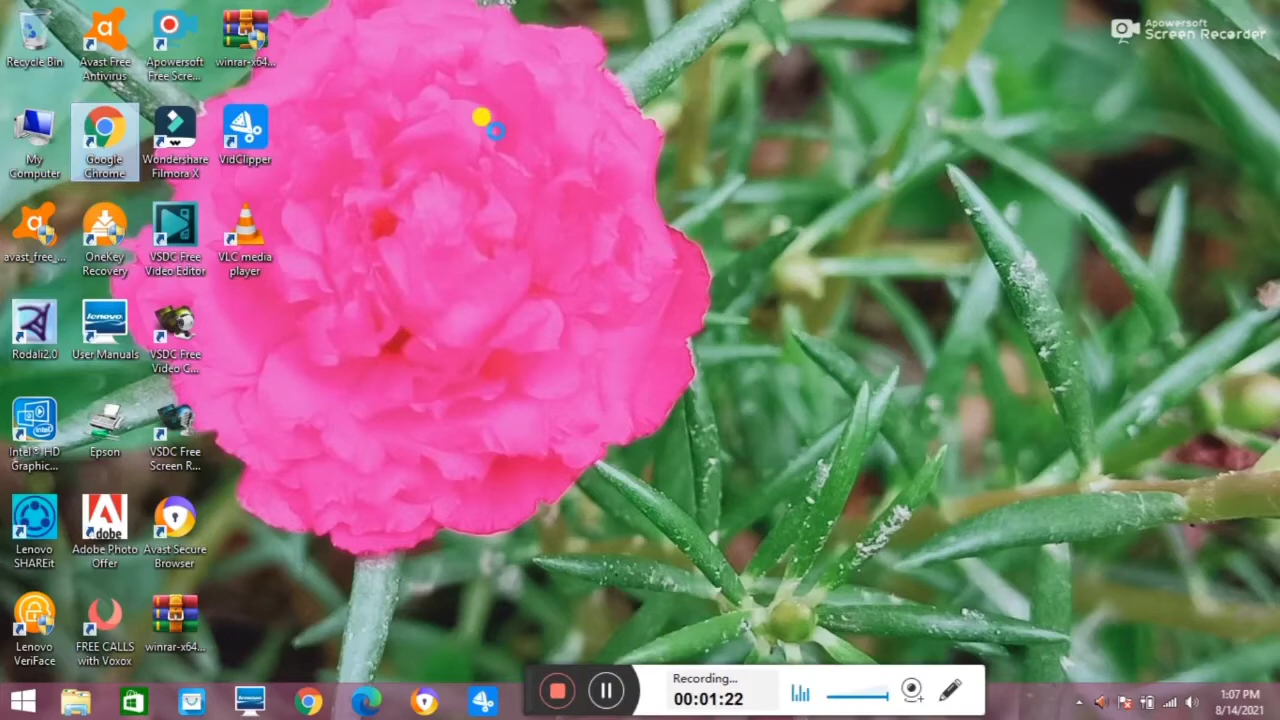 Apowersoft
Screen Recorder
Recycle Bin
Avast Free
Antivirus
Apowersoft
Free Scre...
winrar-x64...
My
Computer
Google
Chrome
Wondershare
Filmora X
VidClipper
avast_free_...
OneKey
Recovery
VSDC Free
Video Editor
VLC media
player
Rodali2.0
lenovo
User Manuals
VSDC Free
Video C...
Intel® HD
Graphic...
Epson
VSDC Free
Screen R...
Lenovo
SHAREit
Adobe
Adobe Photo
Offer
Avast Secure
Browser
Lenovo
VeriFace
FREE CALLS
with Voxox
winrar-x64...
Recording...
00:01:22
1:07 PM
8/14/2021